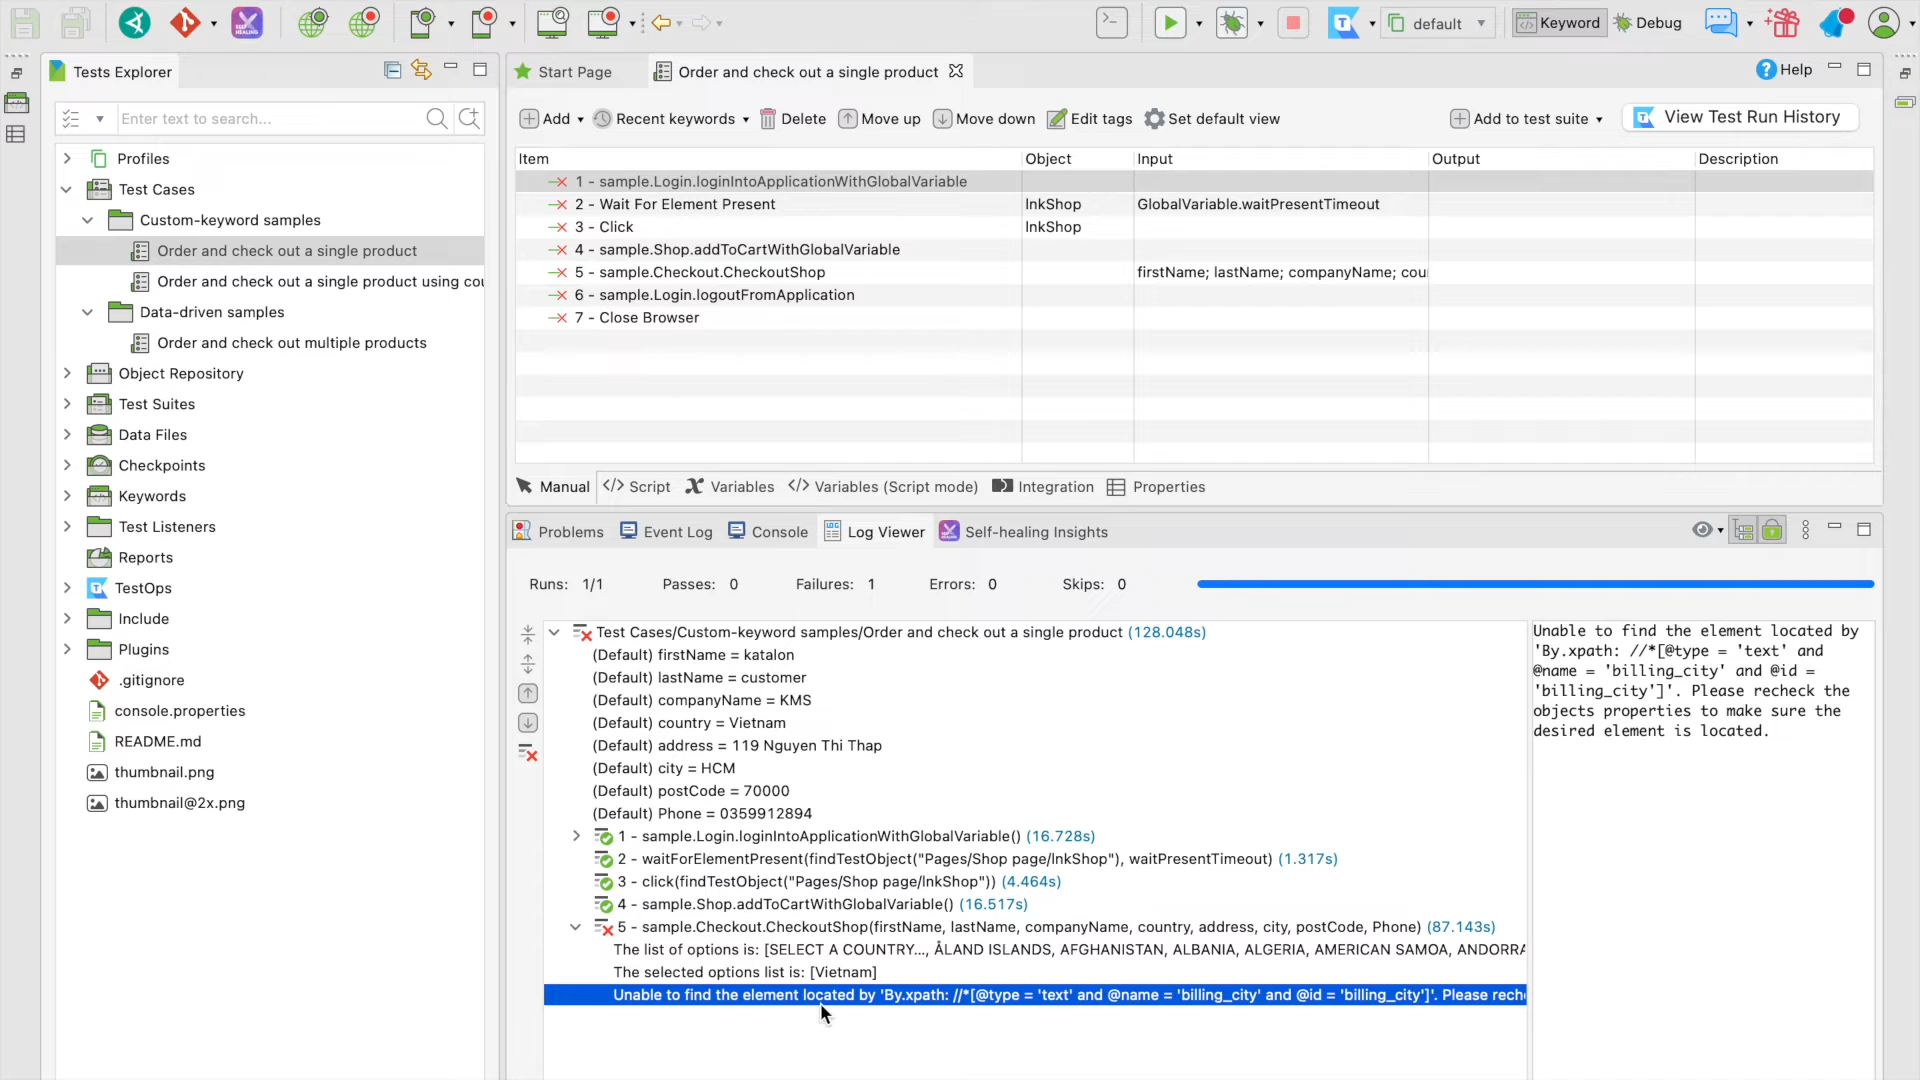 default
Keyword
Debug
Tests Explorer
Start Page
Order and check out a single product
Help
Enter text to search...
Add
Recent keywords
Delete
Move up
Move down
Edit tags
Set default view
Add to test suite
View Test Run History
Profiles
Test Cases
Custom-keyword samples
Order and check out a single product
Order and check out a single product using cou
Data-driven samples
Order and check out multiple products
Object Repository
Test Suites
Data Files
Checkpoints
Keywords
Test Listeners
Reports
TestOps
Include
Plugins
.gitignore
console.properties
README.md
thumbnail.png
thumbnail@2x.png
Item Object Input Output Description
1 - sample.Login.loginIntoApplicationWithGlobalVariable
2 - Wait For Element Present lnkShop GlobalVariable.waitPresentTimeout
3 - Click lnkShop
4 - sample.Shop.addToCartWithGlobalVariable
5 - sample.Checkout.CheckoutShop firstName; lastName; companyName; cou
6 - sample.Login.logoutFromApplication
7 - Close Browser
Manual
Script
Variables
Variables (Script mode)
Integration
Properties
Problems
Event Log
Console
Log Viewer
Self-healing Insights
Runs: 1/1 Passes: 0 Failures: 1 Errors: 0 Skips: 0
Test Cases/Custom-keyword samples/Order and check out a single product (128.048s)
(Default) firstName = katalon
(Default) lastName = customer
(Default) companyName = KMS
(Default) country = Vietnam
(Default) address = 119 Nguyen Thi Thap
(Default) city = HCM
(Default) postCode = 70000
(Default) Phone = 0359912894
1 - sample.Login.loginIntoApplicationWithGlobalVariable() (16.728s)
2 - waitForElementPresent(findTestObject("Pages/Shop page/lnkShop"), waitPresentTimeout) (1.317s)
3 - click(findTestObject("Pages/Shop page/lnkShop")) (4.464s)
4 - sample.Shop.addToCartWithGlobalVariable() (16.517s)
5 - sample.Checkout.CheckoutShop(firstName, lastName, companyName, country, address, city, postCode, Phone) (87.143s)
The list of options is: [SELECT A COUNTRY..., ÅLAND ISLANDS, AFGHANISTAN, ALBANIA, ALGERIA, AMERICAN SAMOA, ANDORRA
The selected options list is: [Vietnam]
Unable to find the element located by 'By.xpath: //*[@type = 'text' and @name = 'billing_city' and @id = 'billing_city']'. Please rech
Unable to find the element located by
'By.xpath: //*[@type = 'text' and
@name = 'billing_city' and @id =
'billing_city']'. Please recheck the
objects properties to make sure the
desired element is located.